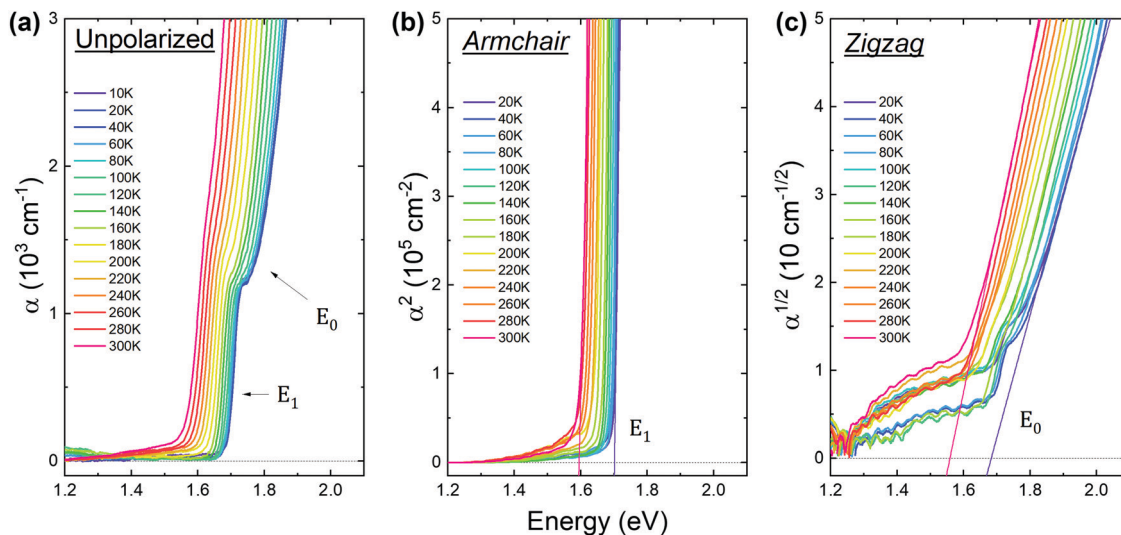 (a)
Unpolarized
10K
20K
40K
60K
80K
100K
120K
140K
160K
180K
200K
220K
240K
260K
280K
300K
E₀
E₁
α (10³ cm⁻¹)
3
2
1
0
1.2 1.4 1.6 1.8 2.0
(b)
Armchair
20K
40K
60K
80K
100K
120K
140K
160K
180K
200K
220K
240K
260K
280K
300K
E₁
α² (10⁵ cm⁻²)
5
4
3
2
1
0
1.2 1.4 1.6 1.8 2.0
Energy (eV)
(c)
Zigzag
20K
40K
60K
80K
100K
120K
140K
160K
180K
200K
220K
240K
260K
280K
300K
E₀
α¹ᐟ² (10 cm⁻¹ᐟ²)
5
4
3
2
1
0
1.2 1.4 1.6 1.8 2.0